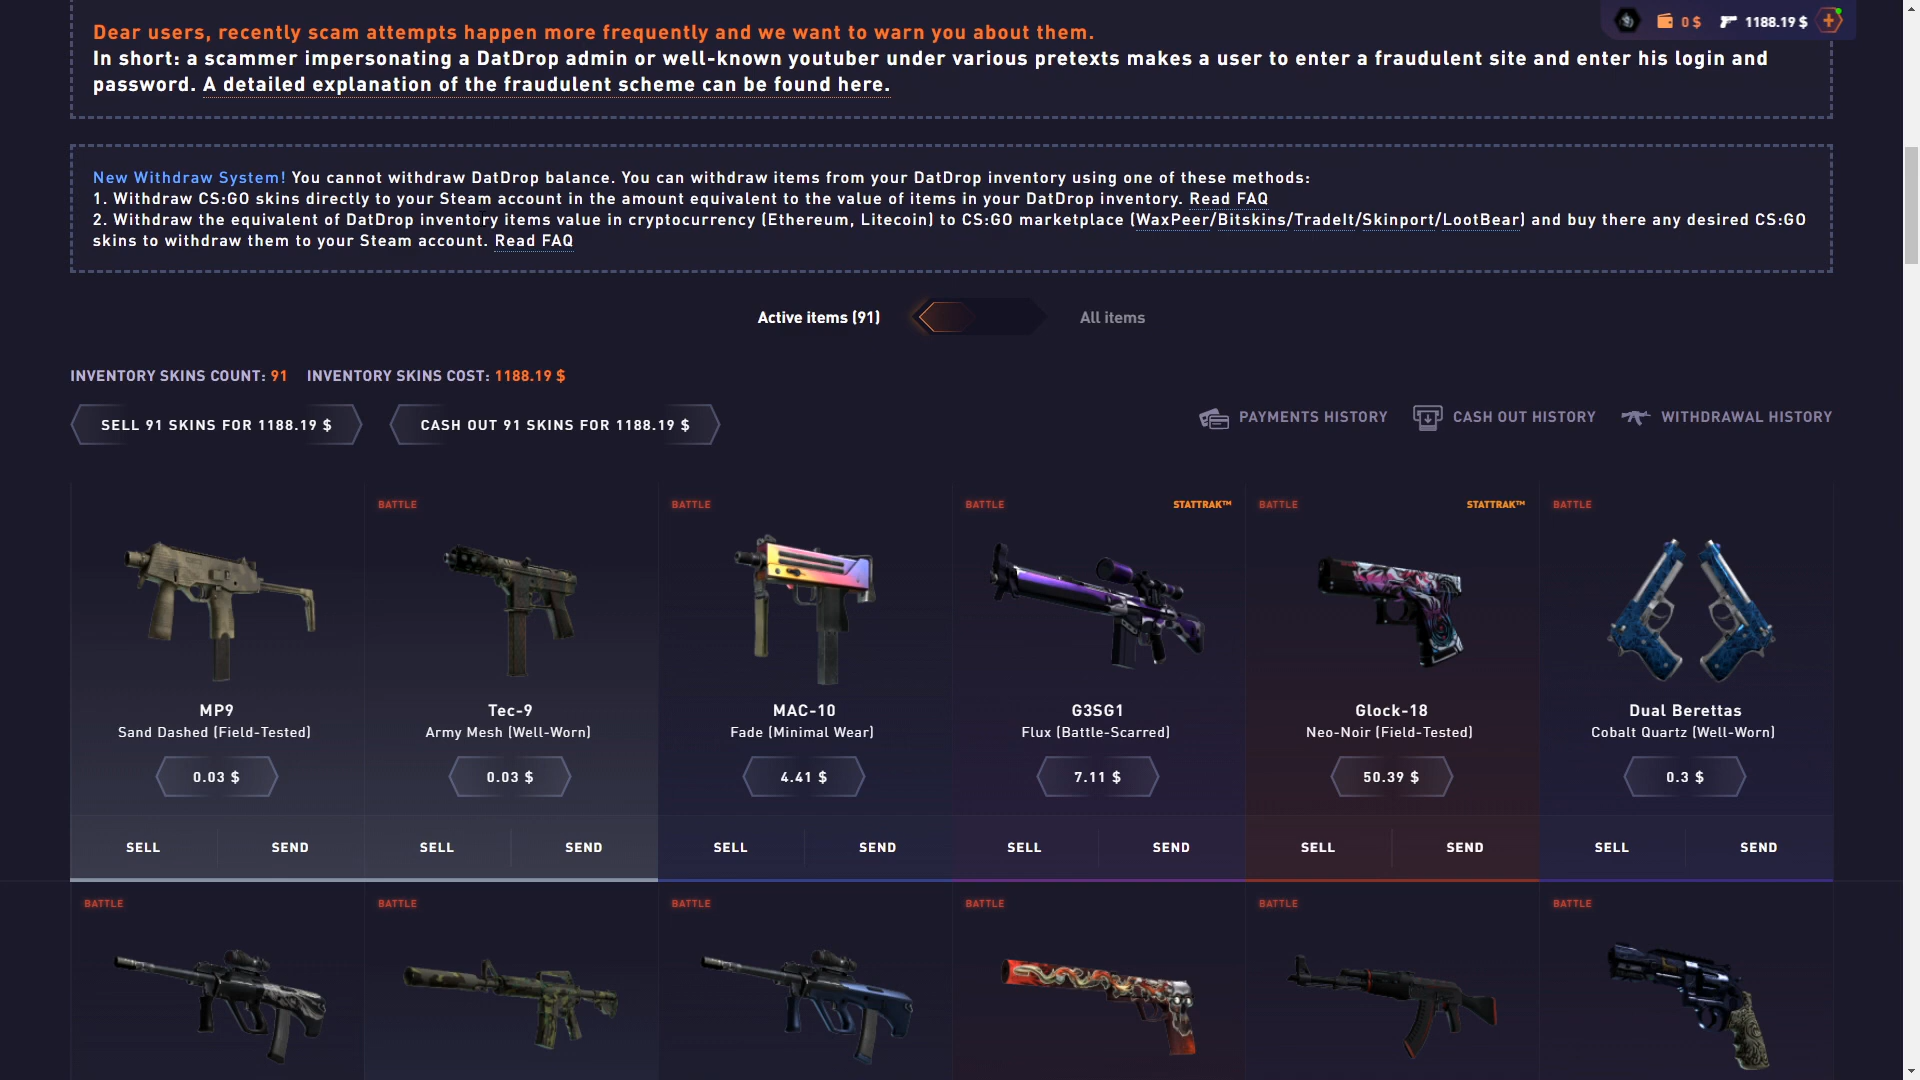 0 $ 1188.19 $
Dear users, recently scam attempts happen more frequently and we want to warn you about them.
In short: a scammer impersonating a DatDrop admin or well-known youtuber under various pretexts makes a user to enter a fraudulent site and enter his login and
password. A detailed explanation of the fraudulent scheme can be found here.
New Withdraw System! You cannot withdraw DatDrop balance. You can withdraw items from your DatDrop inventory using one of these methods:
1. Withdraw CS:GO skins directly to your Steam account in the amount equivalent to the value of items in your DatDrop inventory. Read FAQ
2. Withdraw the equivalent of DatDrop inventory items value in cryptocurrency (Ethereum, Litecoin) to CS:GO marketplace (WaxPeer/Bitskins/TradeIt/Skinport/LootBear) and buy there any desired CS:GO
skins to withdraw them to your Steam account. Read FAQ
Active items (91) All items
INVENTORY SKINS COUNT: 91 INVENTORY SKINS COST: 1188.19 $
SELL 91 SKINS FOR 1188.19 $ CASH OUT 91 SKINS FOR 1188.19 $ PAYMENTS HISTORY CASH OUT HISTORY WITHDRAWAL HISTORY
BATTLE BATTLE BATTLE STATTRAK™ BATTLE STATTRAK™ BATTLE
MP9 Tec-9 MAC-10 G3SG1 Glock-18 Dual Berettas
Sand Dashed (Field-Tested) Army Mesh (Well-Worn) Fade (Minimal Wear) Flux (Battle-Scarred) Neo-Noir (Field-Tested) Cobalt Quartz (Well-Worn)
0.03 $ 0.03 $ 4.41 $ 7.11 $ 50.39 $ 0.3 $
SELL SEND SELL SEND SELL SEND SELL SEND SELL SEND SELL SEND
BATTLE BATTLE BATTLE BATTLE BATTLE BATTLE